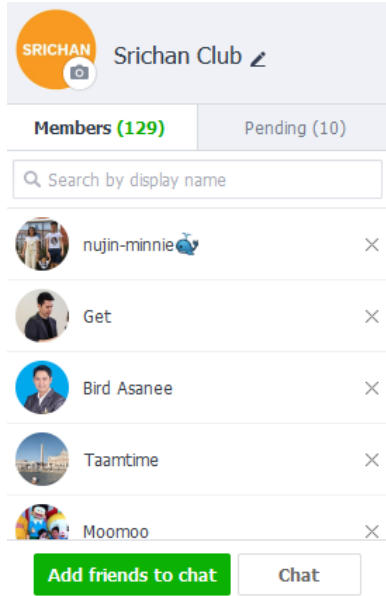 SRICHAN
Srichan Club
Members (129)
Pending (10)
Search by display name
nujin-minnie🐳
Get
Bird Asanee
Taamtime
Moomoo
Add friends to chat
Chat